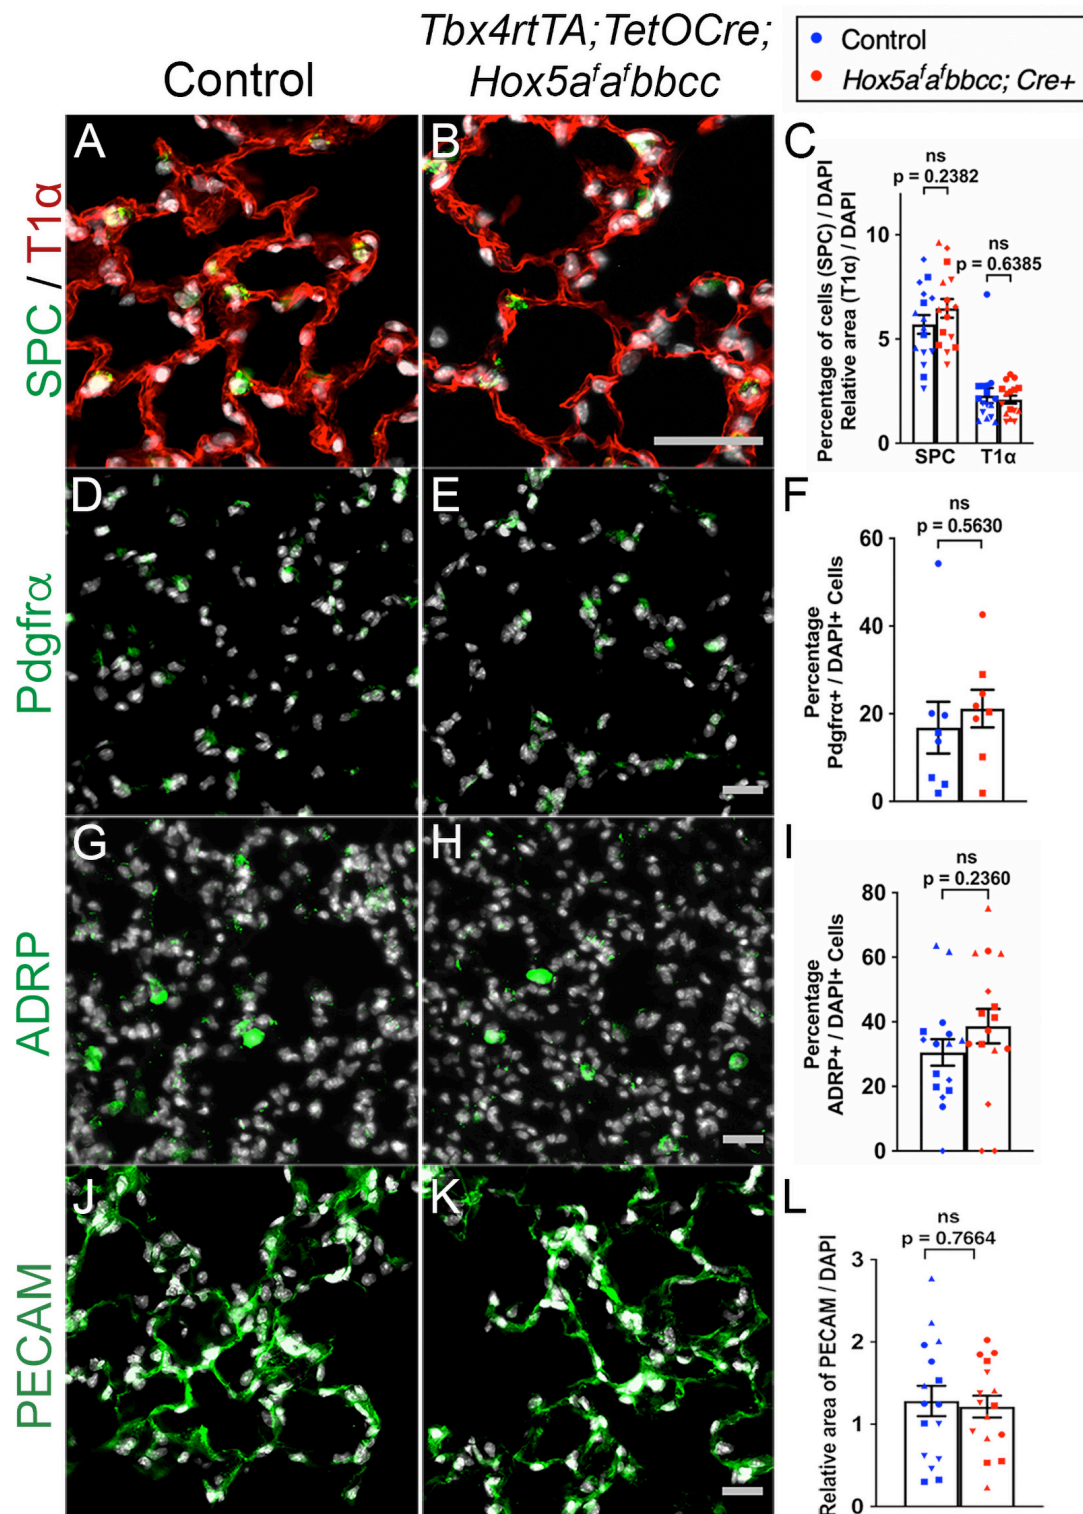 Control
Tbx4rtTA;TetOCre;
Hox5aᶠaᶠbbcc
Control
Hox5aᶠaᶠbbcc; Cre+
SPC / T1α
A
B
C
ns
p = 0.2382
ns
p = 0.6385
Percentage of cells (SPC) / DAPI
Relative area (T1α) / DAPI
10
5
0
SPC
T1α
Pdgfrα
D
E
F
ns
p = 0.5630
Percentage
Pdgfrα+ / DAPI+ Cells
60
40
20
0
ADRP
G
H
I
ns
p = 0.2360
Percentage
ADRP+ / DAPI+ Cells
80
60
40
20
0
PECAM
J
K
L
ns
p = 0.7664
Relative area of PECAM / DAPI
3
2
1
0